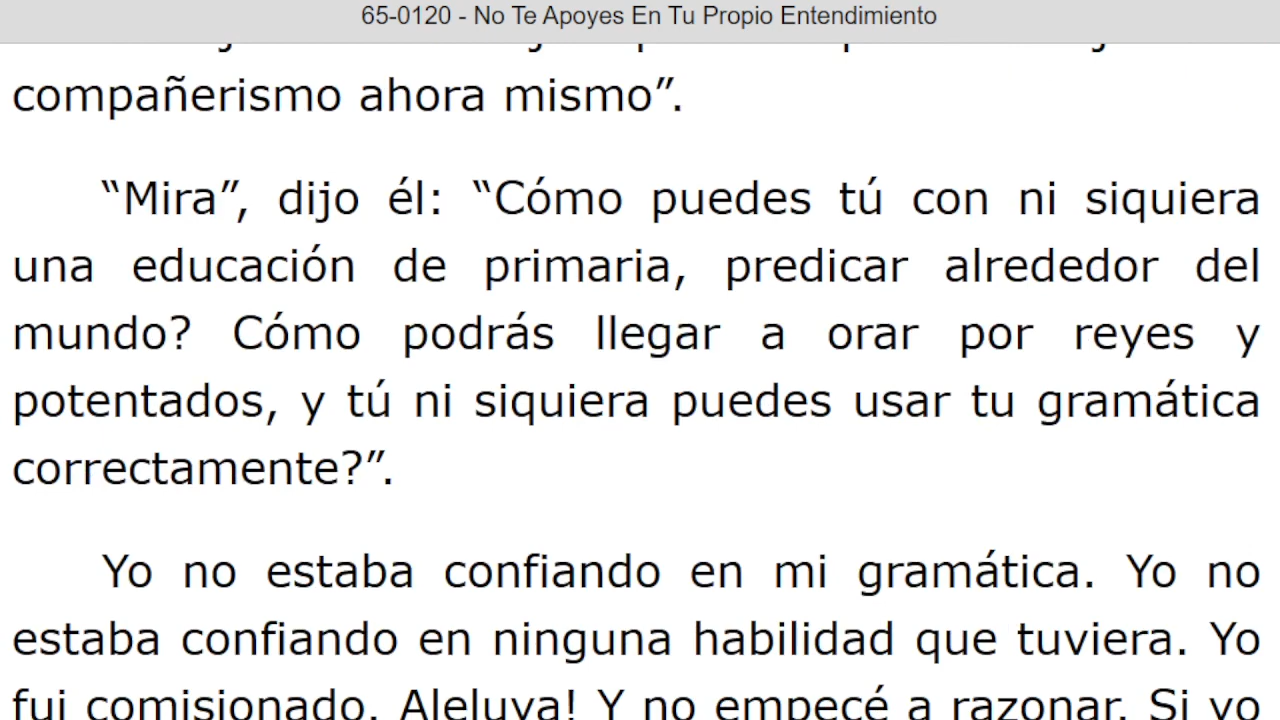 65-0120 - No Te Apoyes En Tu Propio Entendimiento
compañerismo ahora mismo”.
“Mira”, dijo él: “Cómo puedes tú con ni siquiera
una educación de primaria, predicar alrededor del
mundo? Cómo podrás llegar a orar por reyes y
potentados, y tú ni siquiera puedes usar tu gramática
correctamente?”.
Yo no estaba confiando en mi gramática. Yo no
estaba confiando en ninguna habilidad que tuviera. Yo
fui comisionado. Aleluya! Y no empecé a razonar. Si yo